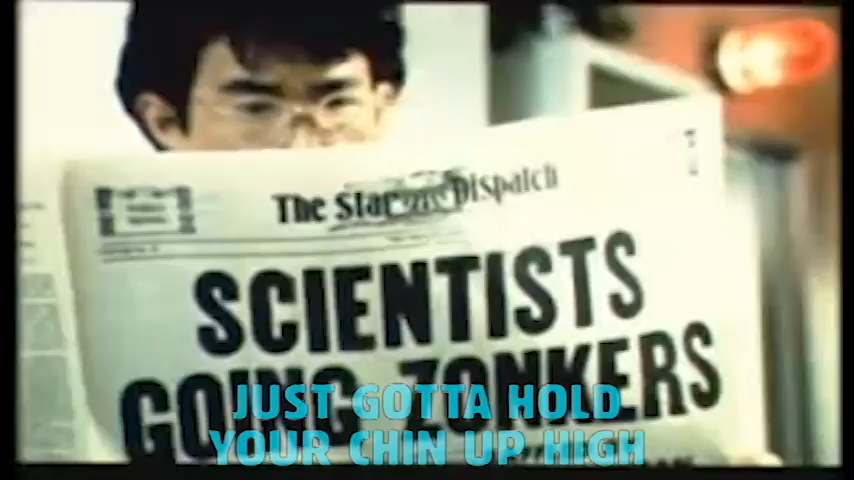 The Star Dispatch
SCIENTISTS
GOING ZONKERS
JUST GOTTA HOLD
YOUR CHIN UP HIGH